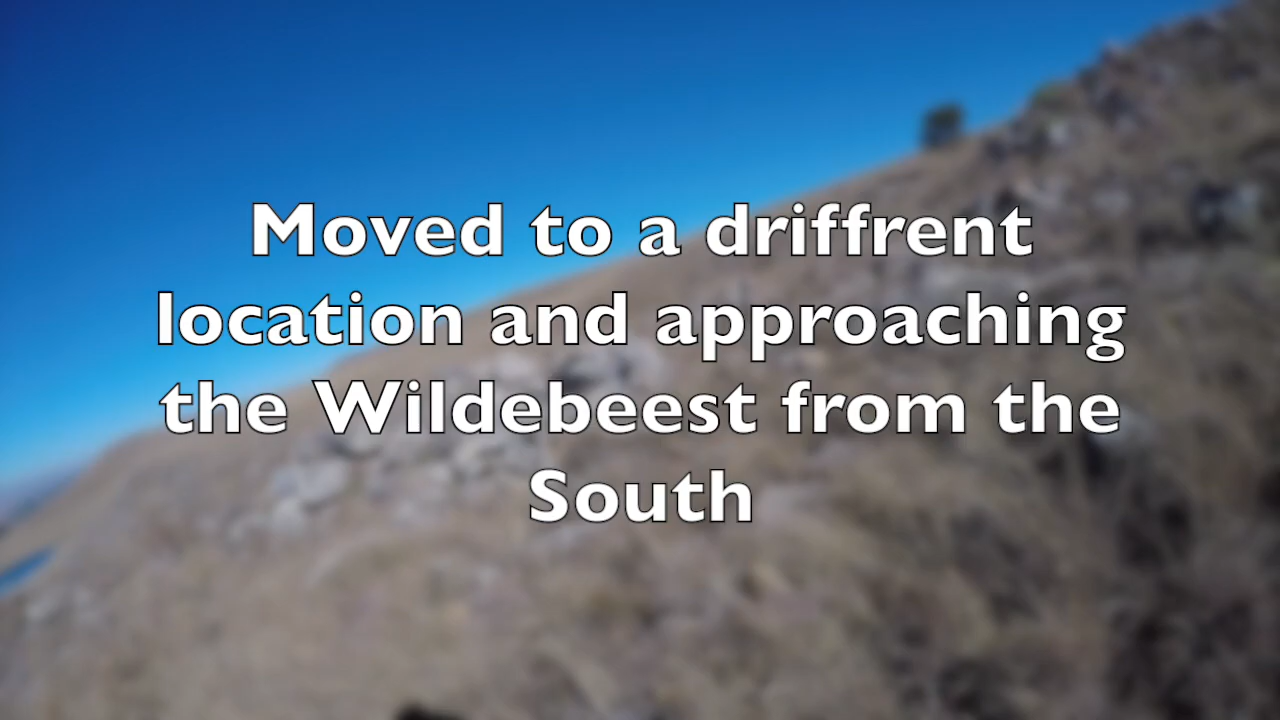 Moved to a driffrent
location and approaching
the Wildebeest from the
South